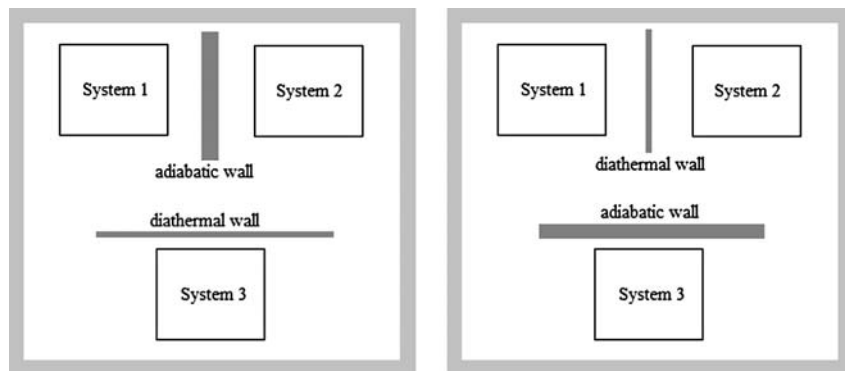 System 1
System 2
adiabatic wall
diathermal wall
System 3
System 1
System 2
diathermal wall
adiabatic wall
System 3